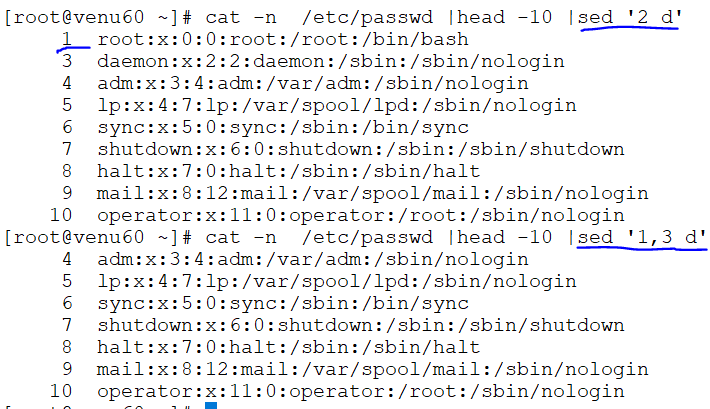 [root@venu60 ~]# cat -n  /etc/passwd |head -10 |sed '2 d'
     1  root:x:0:0:root:/root:/bin/bash
     3  daemon:x:2:2:daemon:/sbin:/sbin/nologin
     4  adm:x:3:4:adm:/var/adm:/sbin/nologin
     5  lp:x:4:7:lp:/var/spool/lpd:/sbin/nologin
     6  sync:x:5:0:sync:/sbin:/bin/sync
     7  shutdown:x:6:0:shutdown:/sbin:/sbin/shutdown
     8  halt:x:7:0:halt:/sbin:/sbin/halt
     9  mail:x:8:12:mail:/var/spool/mail:/sbin/nologin
    10  operator:x:11:0:operator:/root:/sbin/nologin
[root@venu60 ~]# cat -n  /etc/passwd |head -10 |sed '1,3 d'
     4  adm:x:3:4:adm:/var/adm:/sbin/nologin
     5  lp:x:4:7:lp:/var/spool/lpd:/sbin/nologin
     6  sync:x:5:0:sync:/sbin:/bin/sync
     7  shutdown:x:6:0:shutdown:/sbin:/sbin/shutdown
     8  halt:x:7:0:halt:/sbin:/sbin/halt
     9  mail:x:8:12:mail:/var/spool/mail:/sbin/nologin
    10  operator:x:11:0:operator:/root:/sbin/nologin